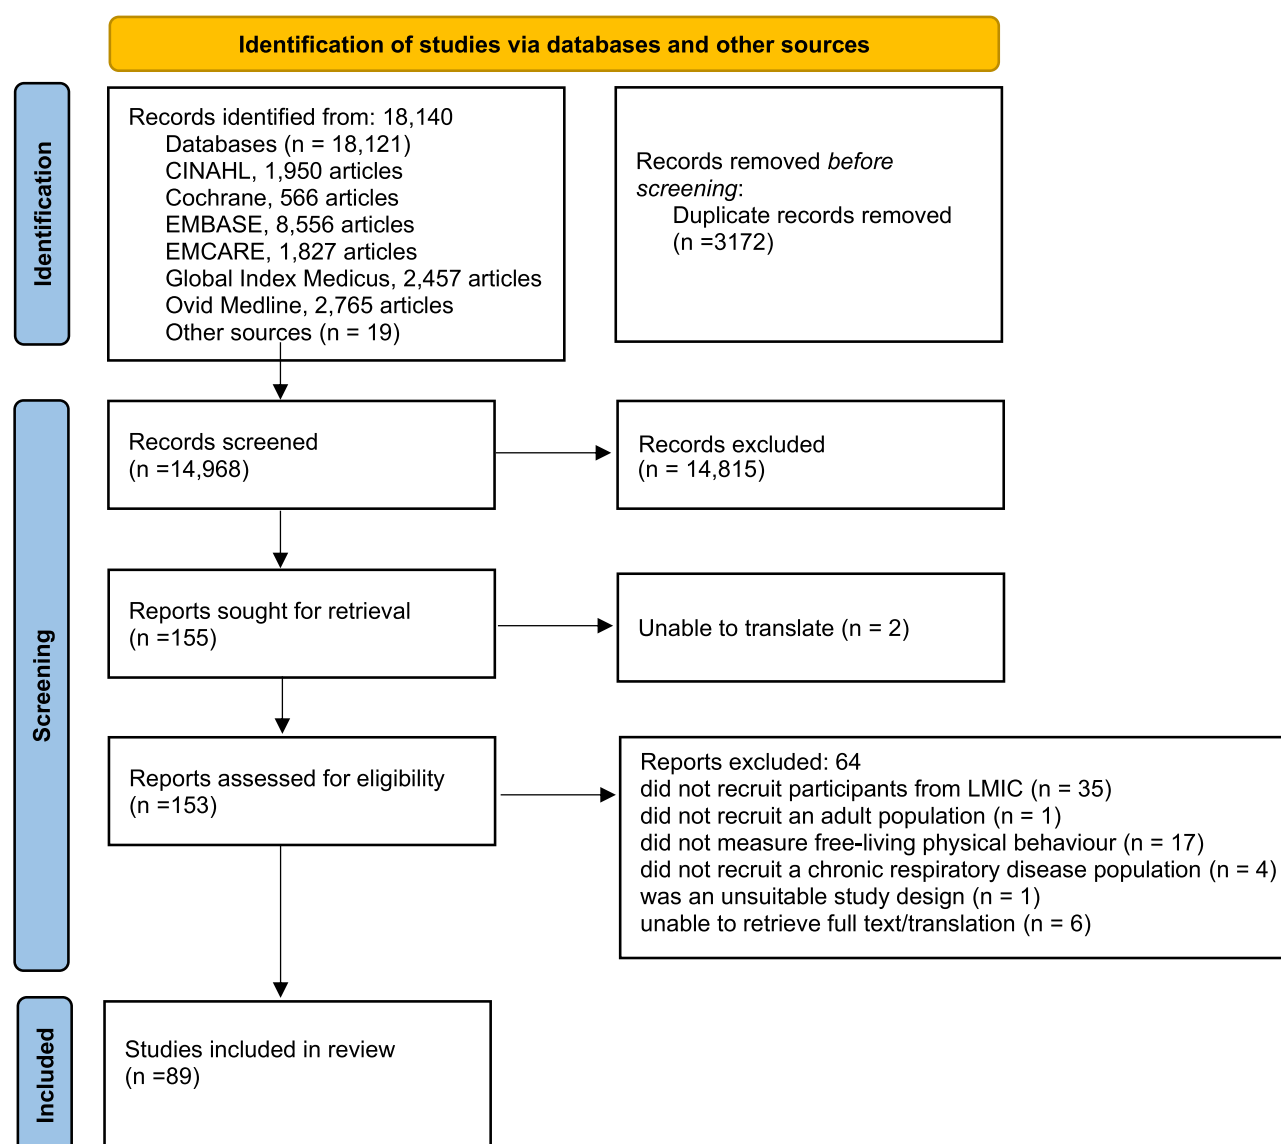 Identification of studies via databases and other sources
Identification
Records identified from: 18,140
Databases (n = 18,121)
CINAHL, 1,950 articles
Cochrane, 566 articles
EMBASE, 8,556 articles
EMCARE, 1,827 articles
Global Index Medicus, 2,457 articles
Ovid Medline, 2,765 articles
Other sources (n = 19)
Records removed before
screening:
Duplicate records removed
(n =3172)
Screening
Records screened
(n =14,968)
Records excluded
(n = 14,815)
Reports sought for retrieval
(n =155)
Unable to translate (n = 2)
Reports assessed for eligibility
(n =153)
Reports excluded: 64
did not recruit participants from LMIC (n = 35)
did not recruit an adult population (n = 1)
did not measure free-living physical behaviour (n = 17)
did not recruit a chronic respiratory disease population (n = 4)
was an unsuitable study design (n = 1)
unable to retrieve full text/translation (n = 6)
Included
Studies included in review
(n =89)